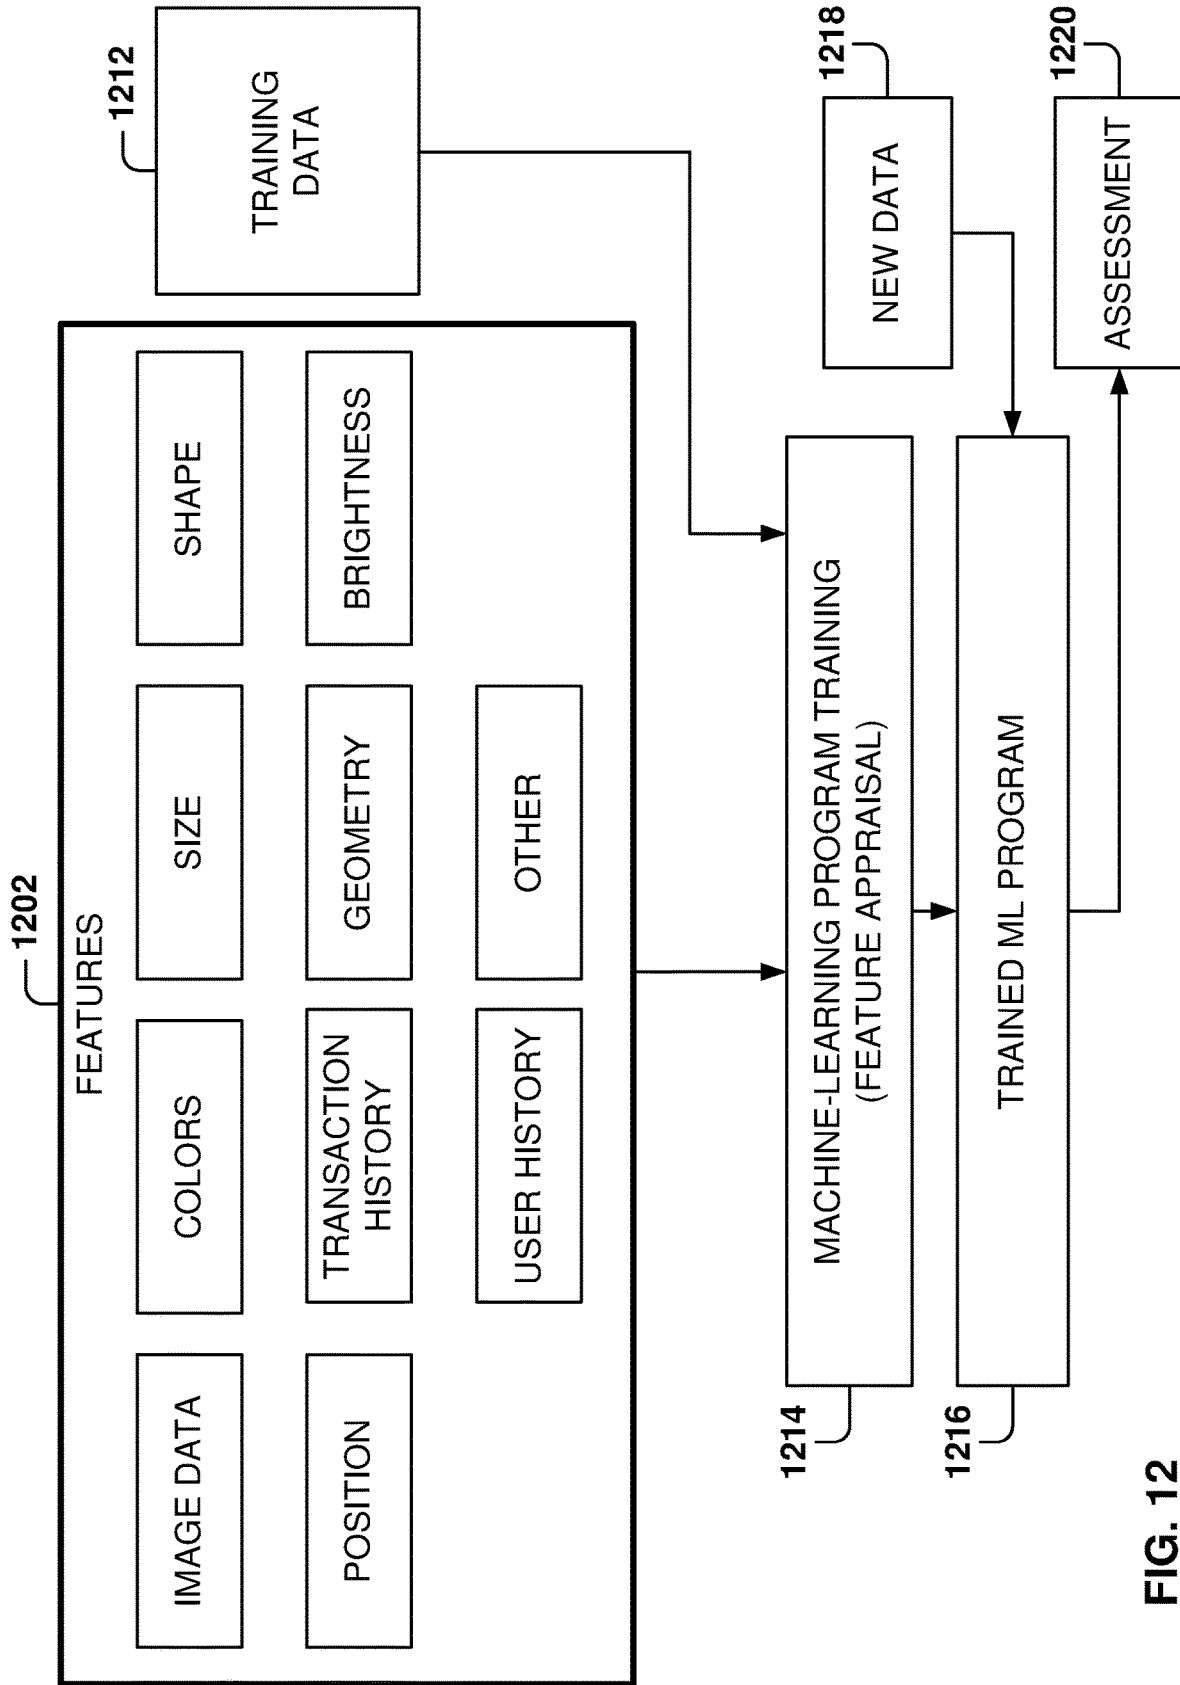 1202
FEATURES
IMAGE DATA
COLORS
SIZE
SHAPE
POSITION
TRANSACTION
HISTORY
GEOMETRY
BRIGHTNESS
USER HISTORY
OTHER
1212
TRAINING
DATA
1214
MACHINE-LEARNING PROGRAM TRAINING
(FEATURE APPRAISAL)
1218
NEW DATA
1216
TRAINED ML PROGRAM
1220
ASSESSMENT
FIG. 12